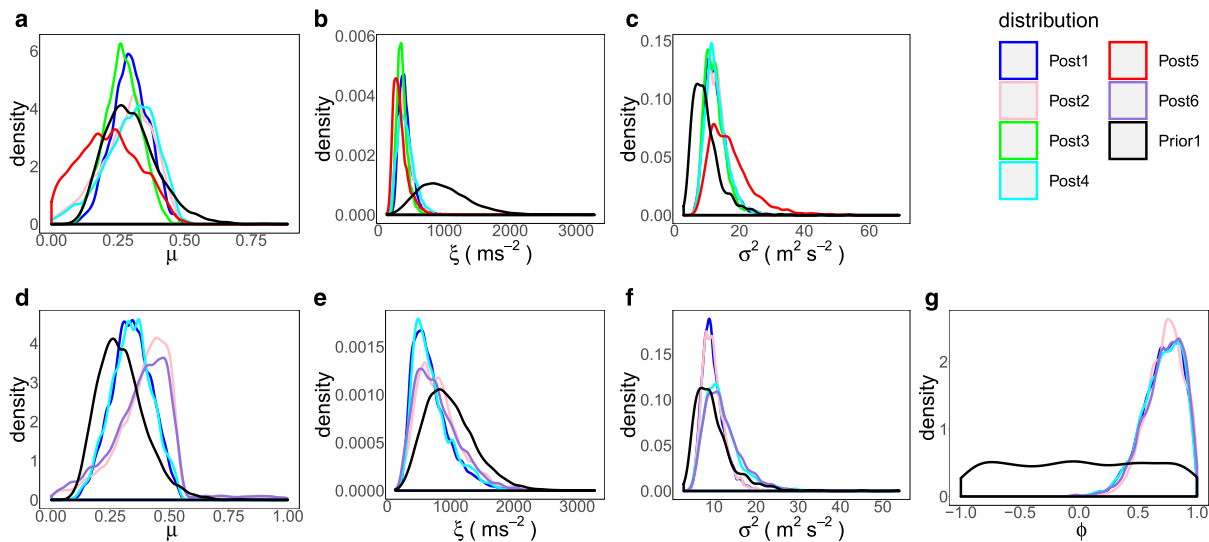 a
6
4
2
0
density
0.00 0.25 0.50 0.75
μ
b
0.006
0.004
0.002
0.000
density
0 1000 2000 3000
ξ ( ms⁻²)
c
0.15
0.10
0.05
0.00
density
0 20 40 60
σ² ( m² s⁻²)
distribution
Post1 Post5
Post2 Post6
Post3 Prior1
Post4
d
4
3
2
1
0
density
0.00 0.25 0.50 0.75 1.00
μ
e
0.0015
0.0010
0.0005
0.0000
density
0 1000 2000 3000
ξ ( ms⁻²)
f
0.15
0.10
0.05
0.00
density
10 20 30 40 50
σ² ( m² s⁻²)
g
2
1
0
density
−1.0 −0.5 0.0 0.5 1.0
ϕ